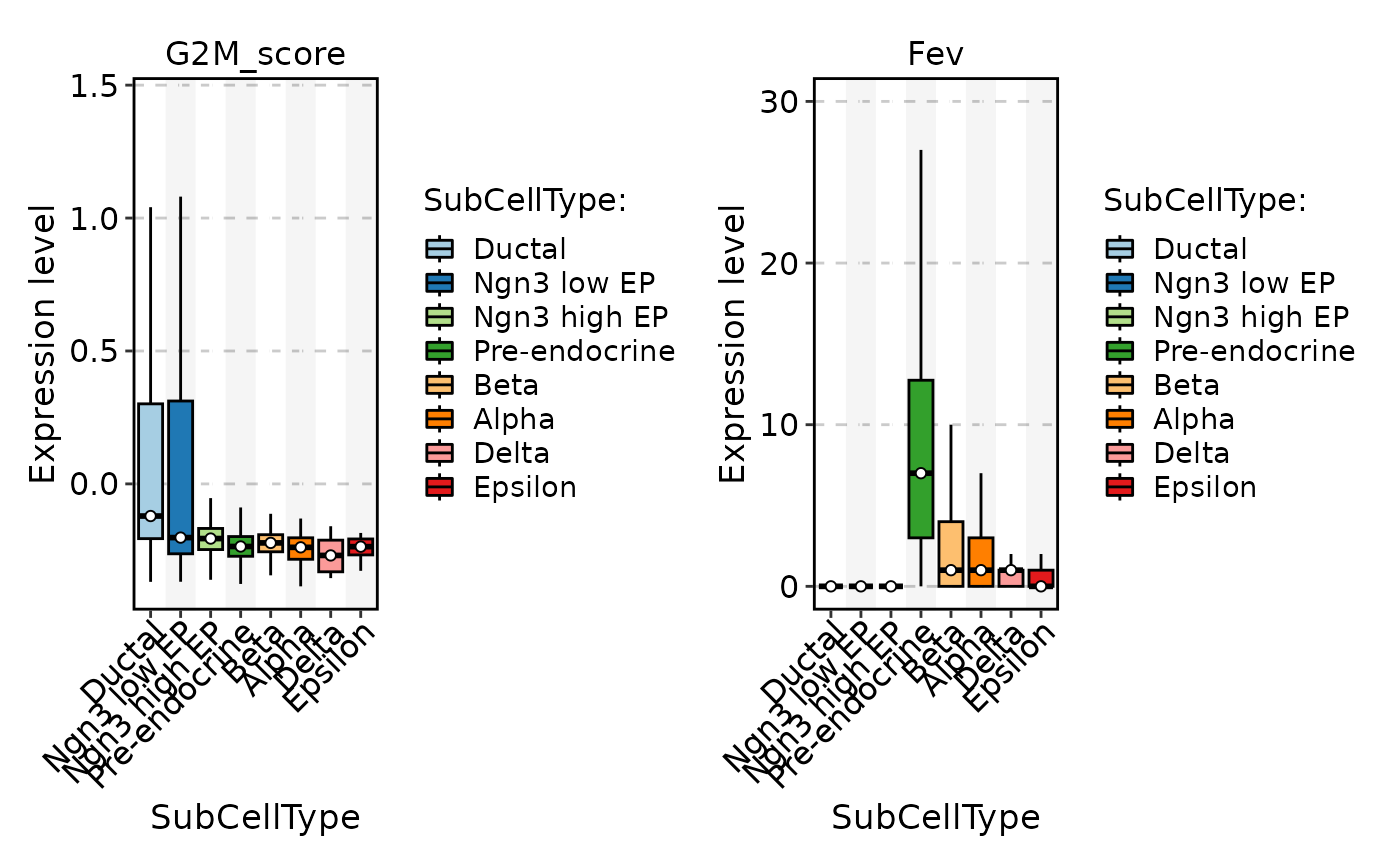 G2M_score
1.5
1.0
0.5
0.0
Expression level
Ductal
Ngn3 low EP
Ngn3 high EP
Pre-endocrine
Beta
Alpha
Delta
Epsilon
SubCellType
SubCellType:
Ductal
Ngn3 low EP
Ngn3 high EP
Pre-endocrine
Beta
Alpha
Delta
Epsilon
Fev
30
20
10
0
Expression level
Ductal
Ngn3 low EP
Ngn3 high EP
Pre-endocrine
Beta
Alpha
Delta
Epsilon
SubCellType
SubCellType:
Ductal
Ngn3 low EP
Ngn3 high EP
Pre-endocrine
Beta
Alpha
Delta
Epsilon